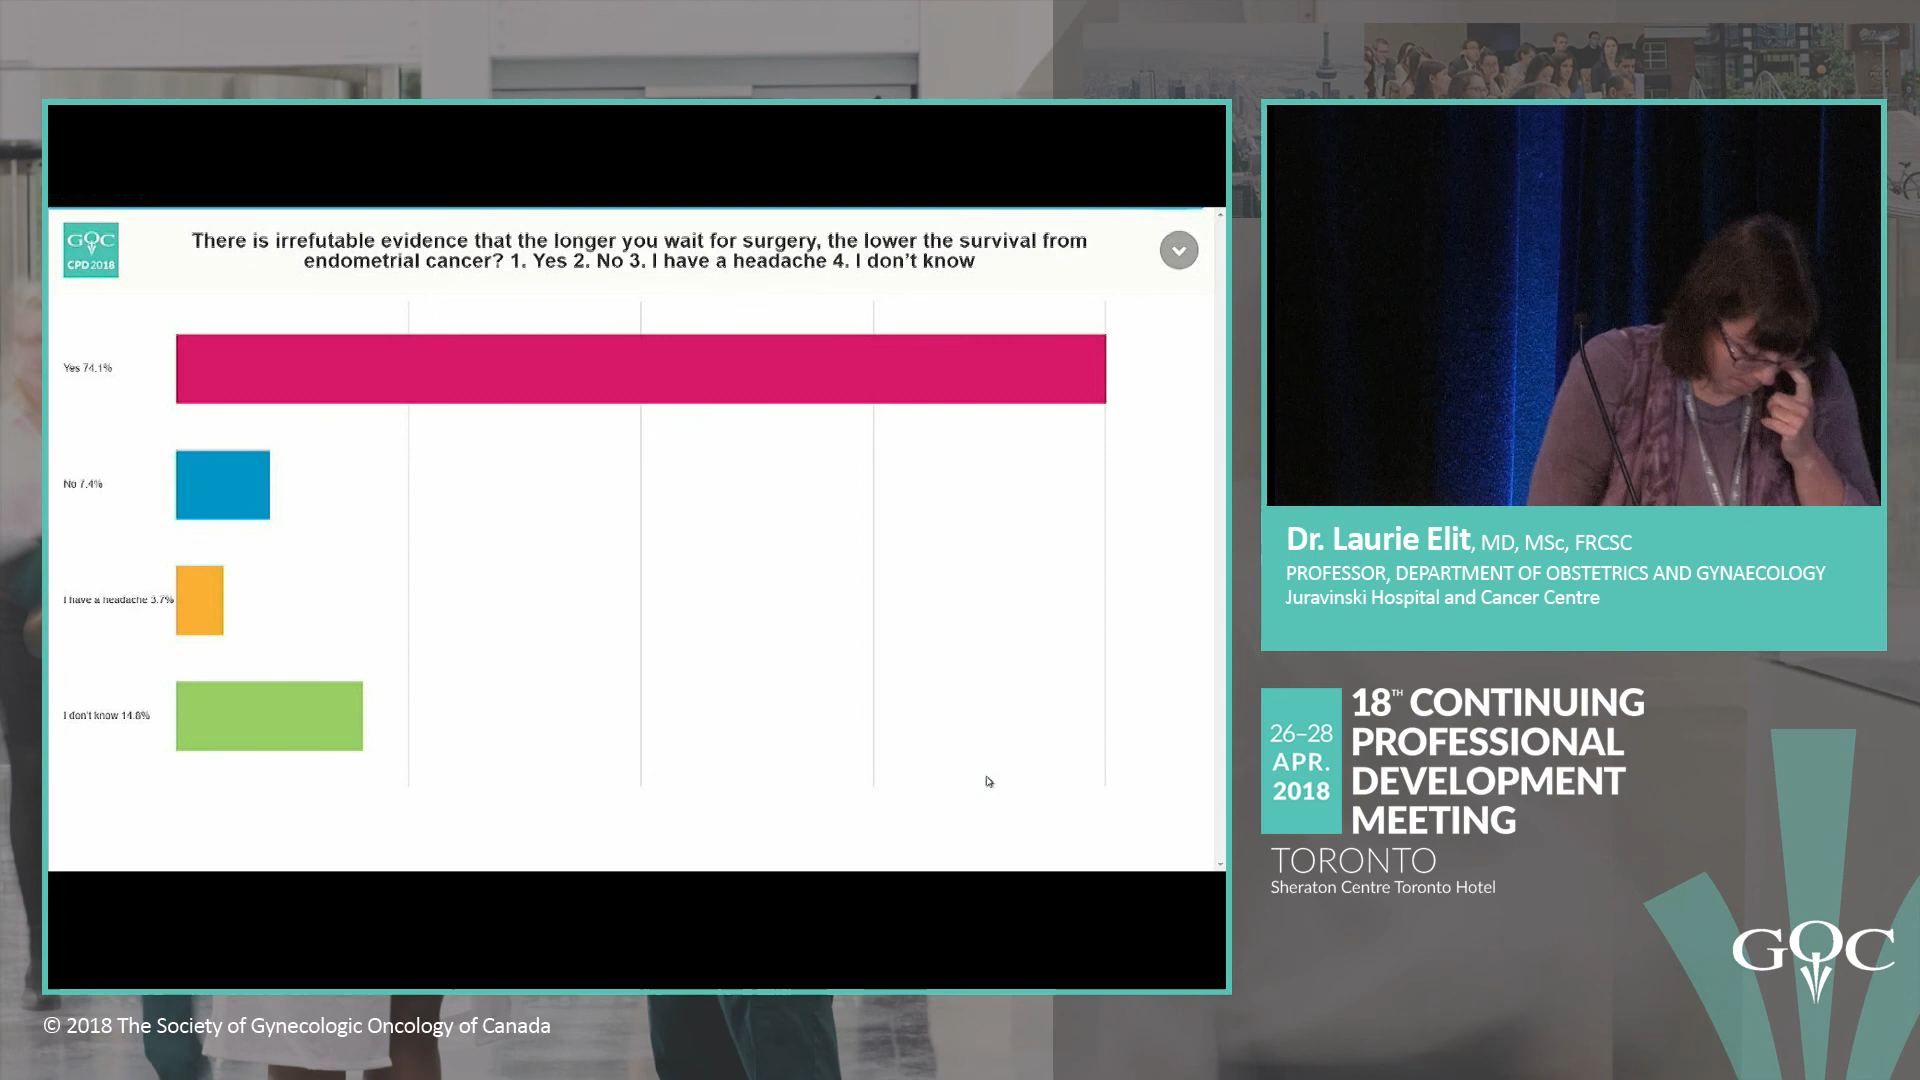 GOC
CPD2018
There is irrefutable evidence that the longer you wait for surgery, the lower the survival from
endometrial cancer? 1. Yes 2. No 3. I have a headache 4. I don't know
Yes 74.1%
No 7.4%
I have a headache 3.7%
I don't know 14.8%
Dr. Laurie Elit, MD, MSc, FRCSC
PROFESSOR, DEPARTMENT OF OBSTETRICS AND GYNAECOLOGY
Juravinski Hospital and Cancer Centre
26–28
APR.
2018
18TH CONTINUING
PROFESSIONAL
DEVELOPMENT
MEETING
TORONTO
Sheraton Centre Toronto Hotel
GOC
© 2018 The Society of Gynecologic Oncology of Canada